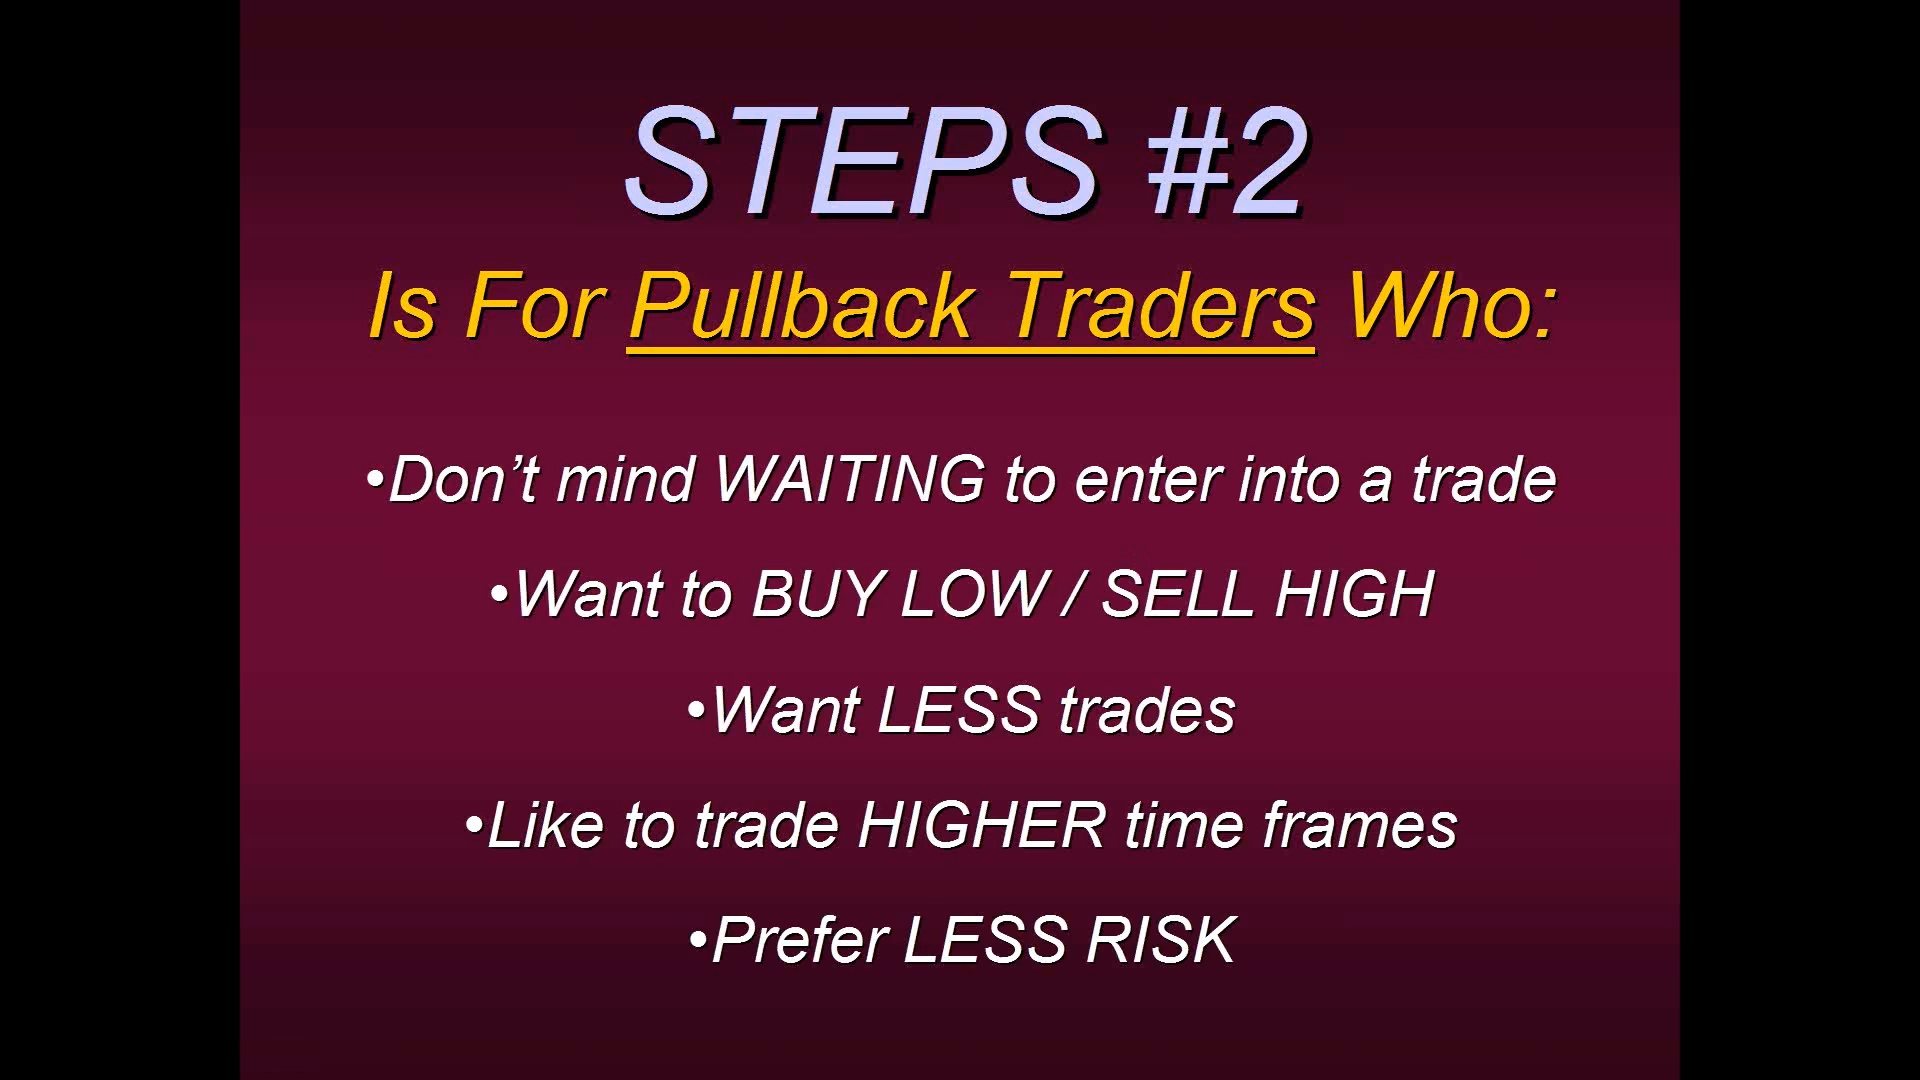 STEPS #2
Is For Pullback Traders Who:
•Don’t mind WAITING to enter into a trade
•Want to BUY LOW / SELL HIGH
•Want LESS trades
•Like to trade HIGHER time frames
•Prefer LESS RISK